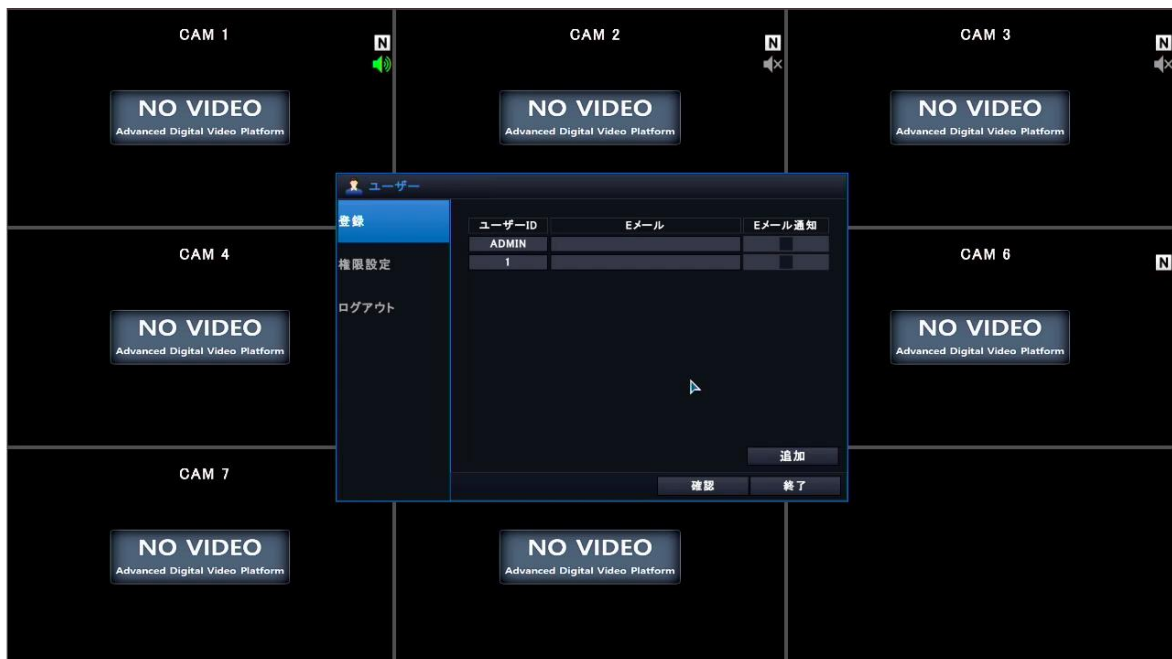 CAM 1
N
NO VIDEO
Advanced Digital Video Platform
CAM 2
N
NO VIDEO
Advanced Digital Video Platform
CAM 3
N
NO VIDEO
Advanced Digital Video Platform
ユーザー
登録
権限設定
ログアウト
ユーザーID Eメール Eメール通知
ADMIN
1
追加
確認 終了
CAM 4
NO VIDEO
Advanced Digital Video Platform
CAM 6
N
NO VIDEO
Advanced Digital Video Platform
CAM 7
NO VIDEO
Advanced Digital Video Platform
NO VIDEO
Advanced Digital Video Platform